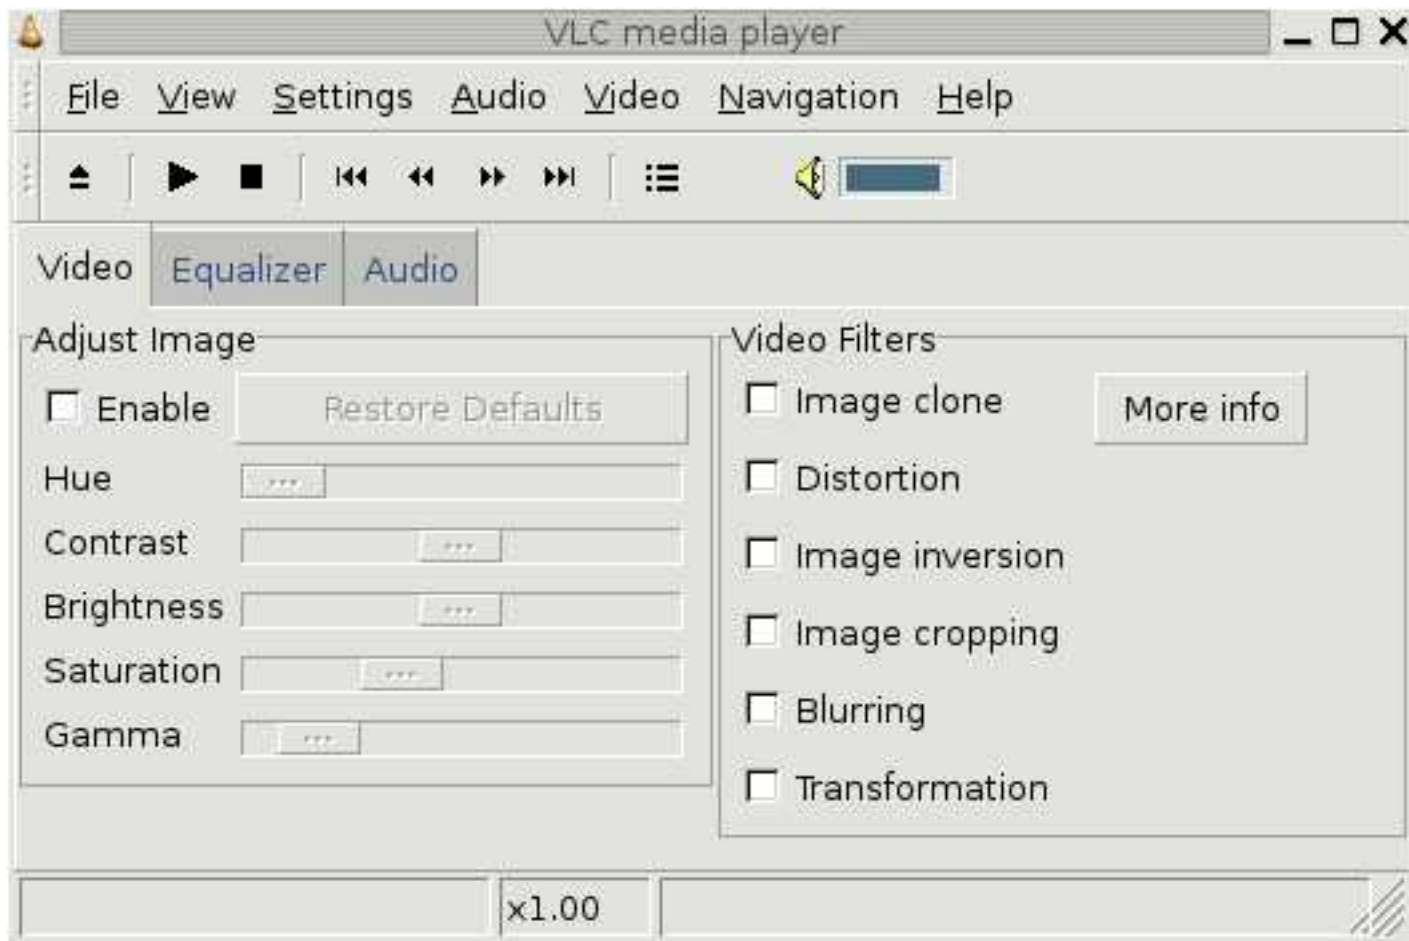 VLC media player
File View Settings Audio Video Navigation Help
Video Equalizer Audio
Adjust Image
Enable Restore Defaults
Hue
Contrast
Brightness
Saturation
Gamma
Video Filters
Image clone More info
Distortion
Image inversion
Image cropping
Blurring
Transformation
x1.00